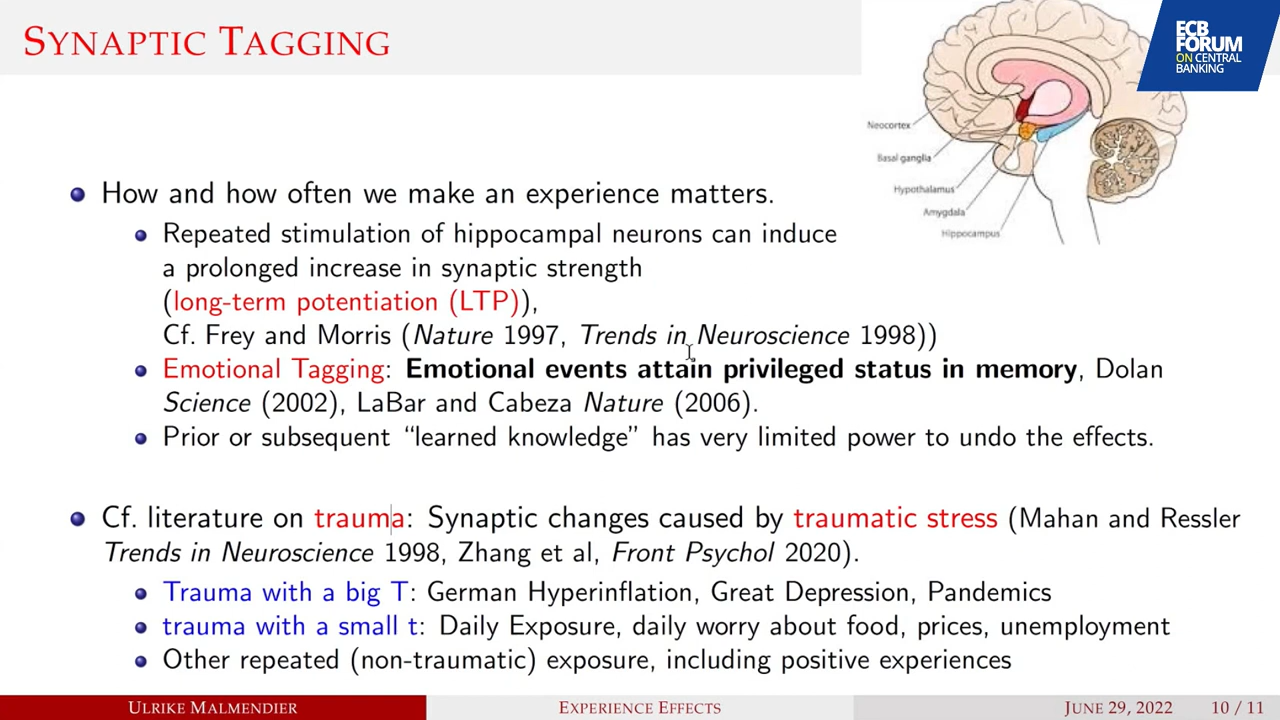 SYNAPTIC TAGGING
ECB
FORUM
ON CENTRAL
BANKING
Neocortex
Basal ganglia
Hypothalamus
Amygdala
Hippocampus
How and how often we make an experience matters.
Repeated stimulation of hippocampal neurons can induce
a prolonged increase in synaptic strength
(long-term potentiation (LTP)),
Cf. Frey and Morris (Nature 1997, Trends in Neuroscience 1998))
Emotional Tagging: Emotional events attain privileged status in memory, Dolan
Science (2002), LaBar and Cabeza Nature (2006).
Prior or subsequent “learned knowledge” has very limited power to undo the effects.
Cf. literature on trauma: Synaptic changes caused by traumatic stress (Mahan and Ressler
Trends in Neuroscience 1998, Zhang et al, Front Psychol 2020).
Trauma with a big T: German Hyperinflation, Great Depression, Pandemics
trauma with a small t: Daily Exposure, daily worry about food, prices, unemployment
Other repeated (non-traumatic) exposure, including positive experiences
ULRIKE MALMENDIER EXPERIENCE EFFECTS JUNE 29, 2022 10 / 11